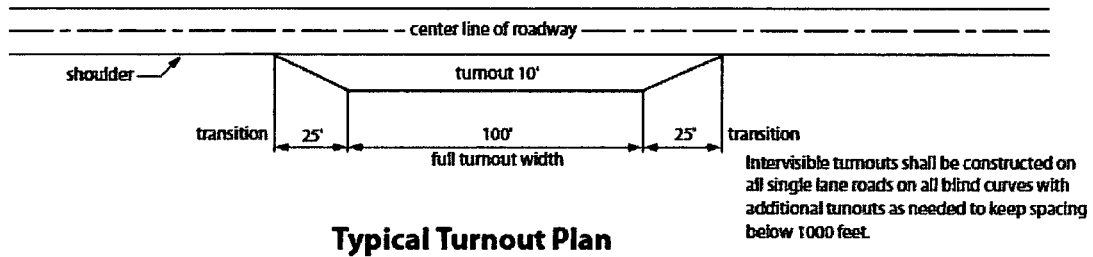 center line of roadway
shoulder
turnout 10'
transition
25'
100'
25'
transition
full turnout width
Intervisible turnouts shall be constructed on
all single lane roads on all blind curves with
additional tunouts as needed to keep spacing
below 1000 feet.
Typical Turnout Plan